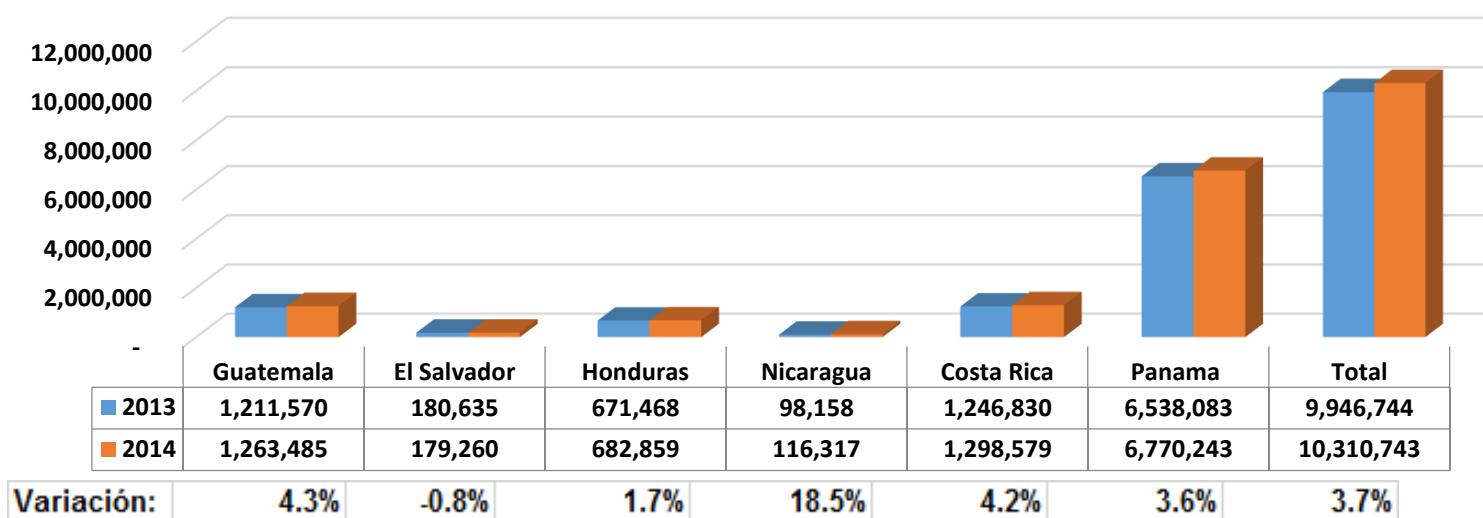 12,000,000
10,000,000
8,000,000
6,000,000
4,000,000
2,000,000
-
Guatemala El Salvador Honduras Nicaragua Costa Rica Panama Total
2013 1,211,570 180,635 671,468 98,158 1,246,830 6,538,083 9,946,744
2014 1,263,485 179,260 682,859 116,317 1,298,579 6,770,243 10,310,743
Variación: 4.3% -0.8% 1.7% 18.5% 4.2% 3.6% 3.7%